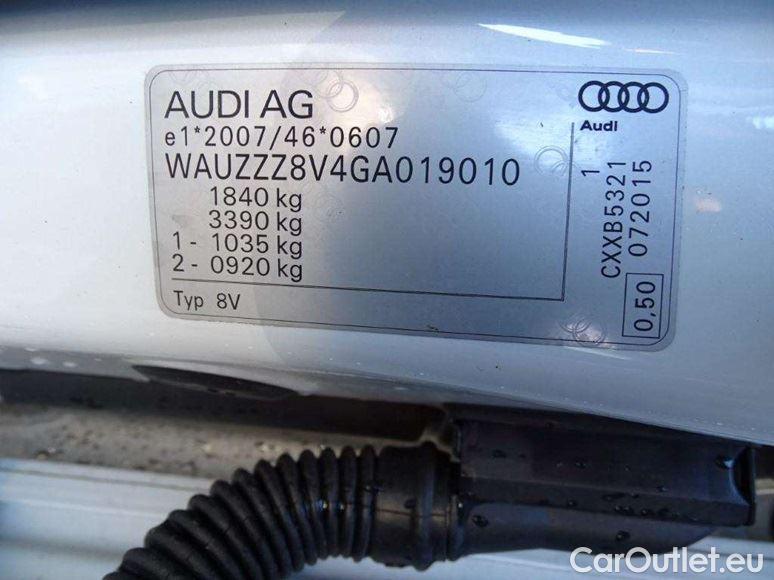 AUDI AG
e1*2007/46*0607
WAUZZZ8V4GA019010
1840 kg
3390 kg
1 - 1035 kg
2 - 0920 kg
Typ 8V
Audi
1
CXXB5321
072015
0,50
CarOutlet.eu